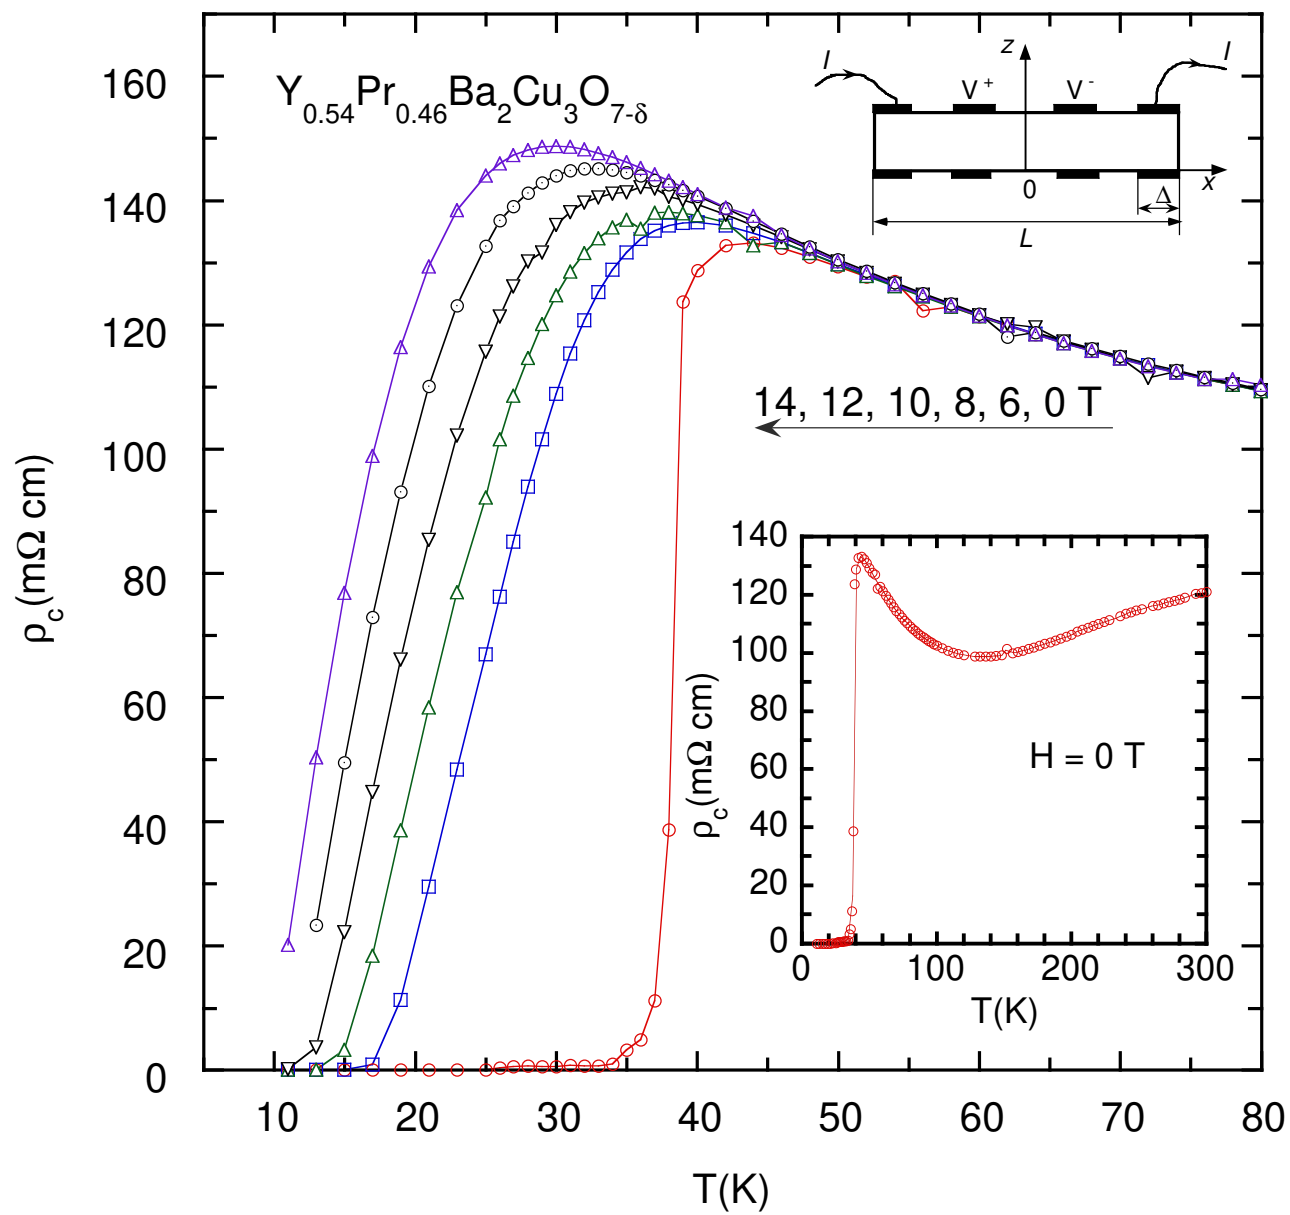 Y0.54Pr0.46Ba2Cu3O7-δ
I
z
I
V+
V-
0
x
Δ
L
160
140
120
100
80
60
40
20
0
ρc(mΩ cm)
14, 12, 10, 8, 6, 0 T
140
120
100
80
60
40
20
0
ρc(mΩ cm)
H = 0 T
0 100 200 300
T(K)
10 20 30 40 50 60 70 80
T(K)